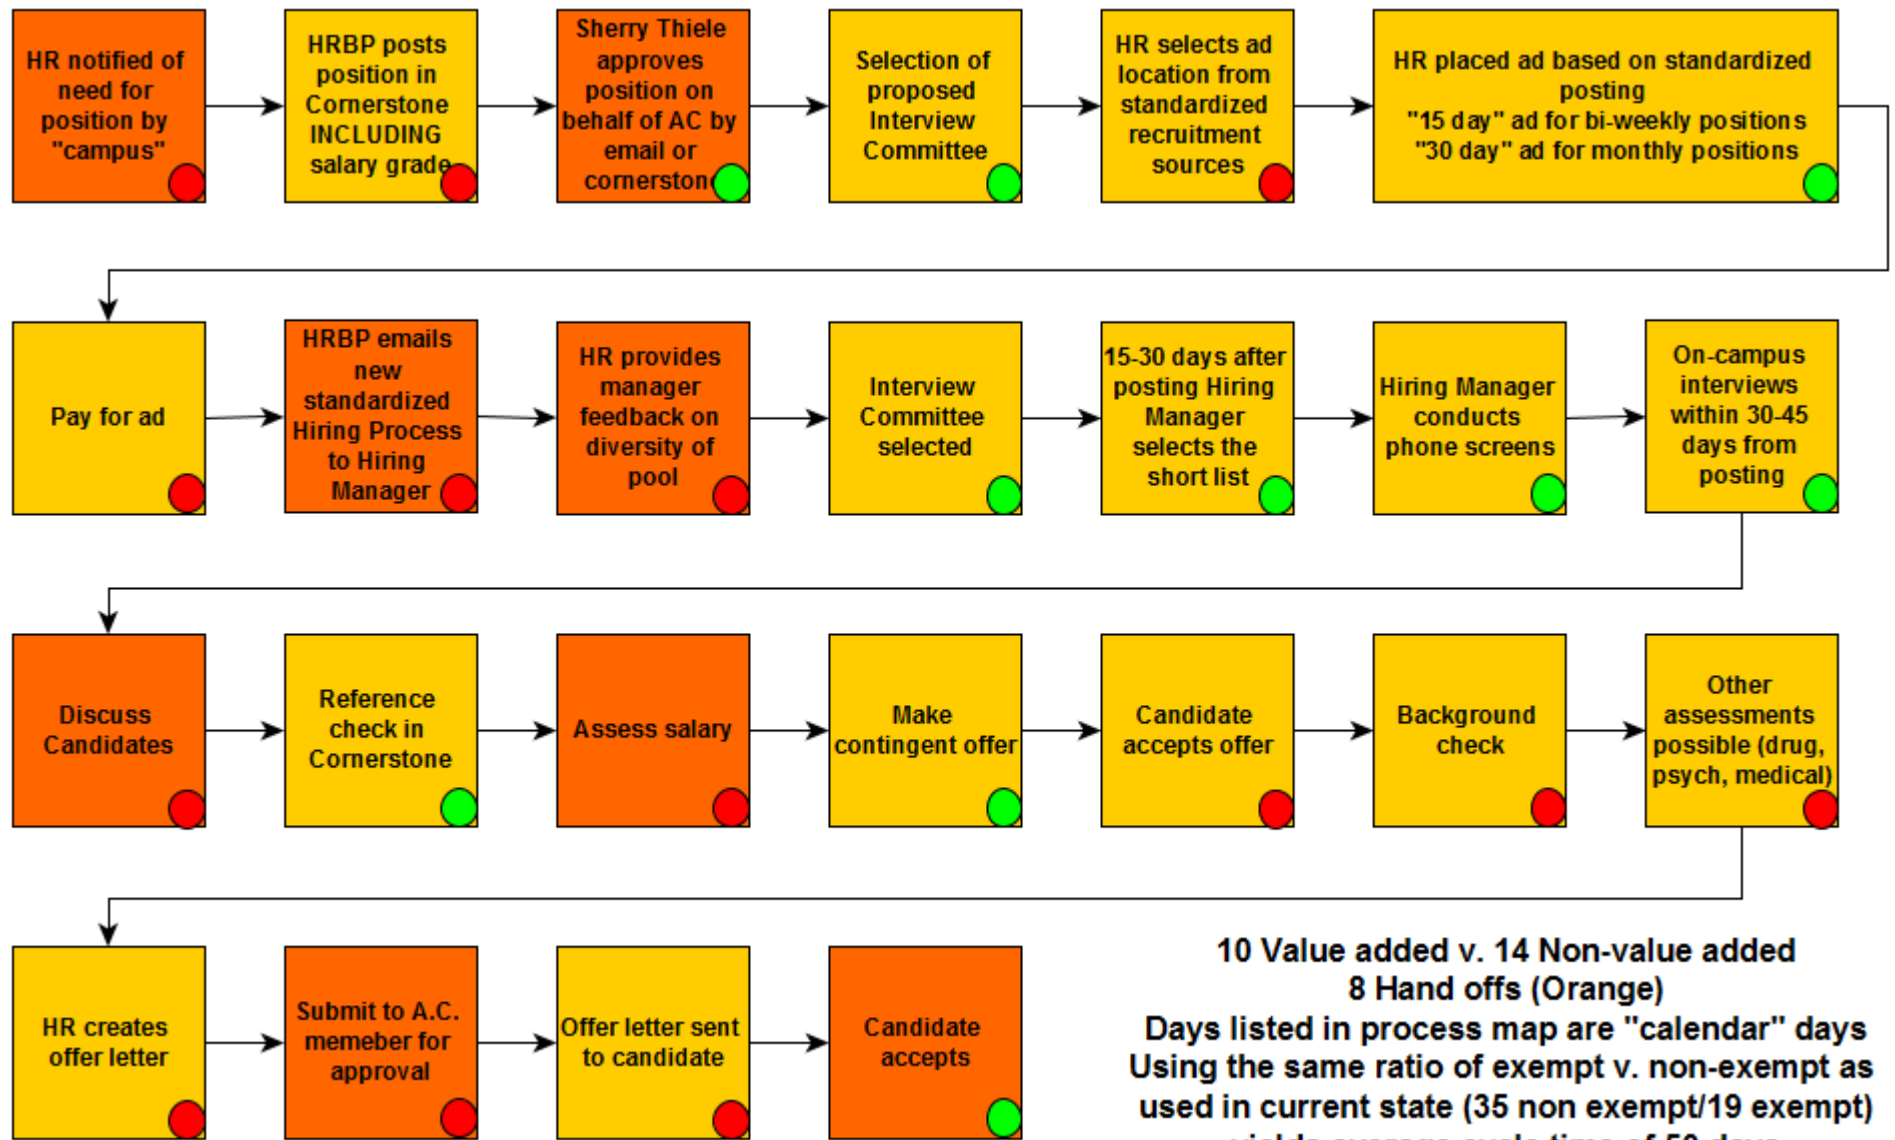 HR notified of
need for
position by
"campus"
HRBP posts
position in
Cornerstone
INCLUDING
salary grade
Sherry Thiele
approves
position on
behalf of AC by
email or
cornerstone
Selection of
proposed
Interview
Committee
HR selects ad
location from
standardized
recruitment
sources
HR placed ad based on standardized
posting
"15 day" ad for bi-weekly positions
"30 day" ad for monthly positions
Pay for ad
HRBP emails
new
standardized
Hiring Process
to Hiring
Manager
HR provides
manager
feedback on
diversity of
pool
Interview
Committee
selected
15-30 days after
posting Hiring
Manager
selects the
short list
Hiring Manager
conducts
phone screens
On-campus
interviews
within 30-45
days from
posting
Discuss
Candidates
Reference
check in
Cornerstone
Assess salary
Make
contingent offer
Candidate
accepts offer
Background
check
Other
assessments
possible (drug,
psych, medical)
HR creates
offer letter
Submit to A.C.
memeber for
approval
Offer letter sent
to candidate
Candidate
accepts
10 Value added v. 14 Non-value added
8 Hand offs (Orange)
Days listed in process map are "calendar" days
Using the same ratio of exempt v. non-exempt as
used in current state (35 non exempt/19 exempt)
yields average cycle time of 50 days